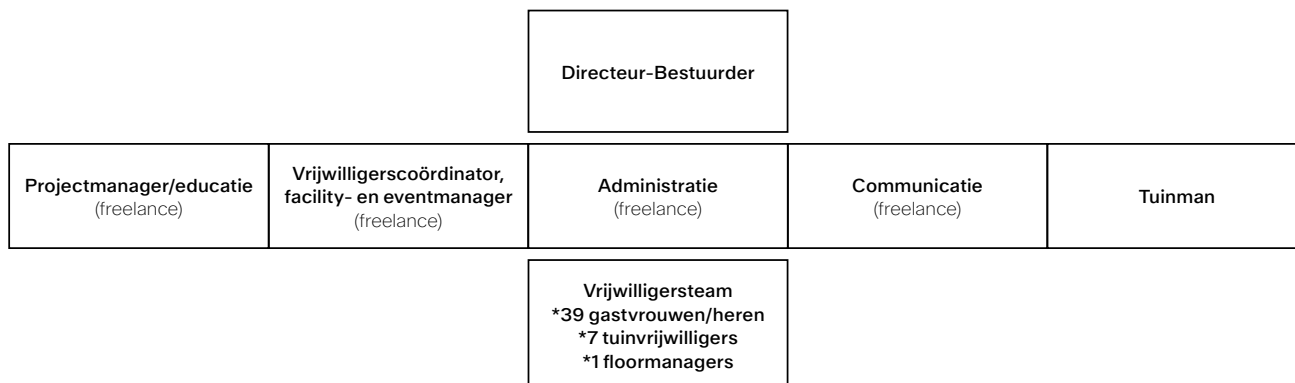 Directeur-Bestuurder
Projectmanager/educatie
(freelance)
Vrijwilligerscoördinator,
facility- en eventmanager
(freelance)
Administratie
(freelance)
Communicatie
(freelance)
Tuinman
Vrijwilligersteam
*39 gastvrouwen/heren
*7 tuinvrijwilligers
*1 floormanagers